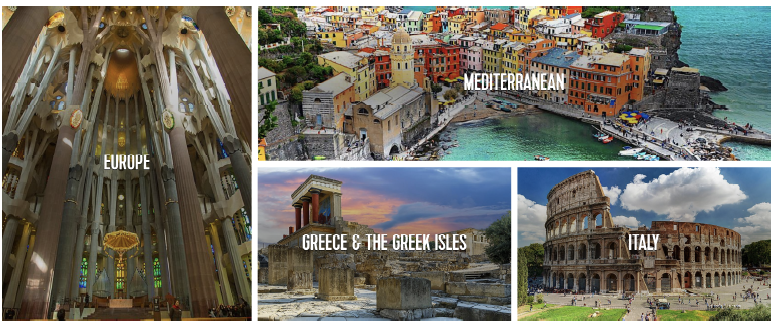 EUROPE
MEDITERRANEAN
GREECE & THE GREEK ISLES
ITALY